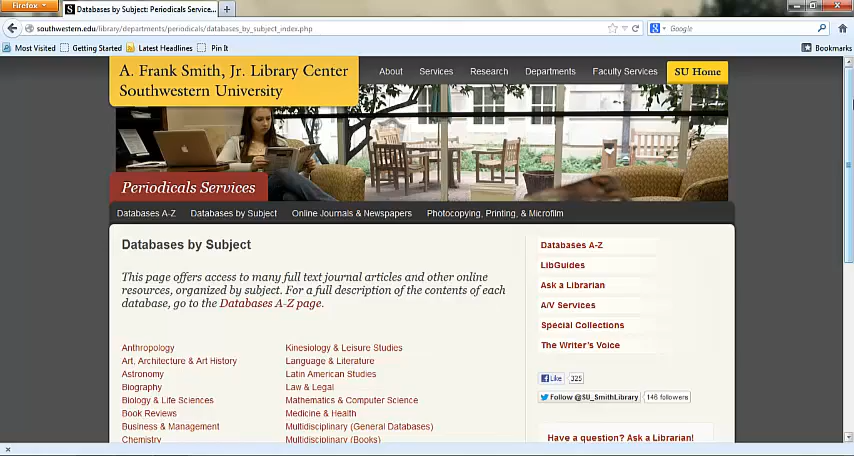 Firefox
Databases by Subject: Periodicals Service...
southwestern.edu/library/departments/periodicals/databases_by_subject_index.php
Google
Most Visited
Getting Started
Latest Headlines
Pin It
Bookmarks
A. Frank Smith, Jr. Library Center
Southwestern University
About Services Research Departments Faculty Services SU Home
Periodicals Services
Databases A-Z Databases by Subject Online Journals & Newspapers Photocopying, Printing, & Microfilm
Databases by Subject
This page offers access to many full text journal articles and other online
resources, organized by subject. For a full description of the contents of each
database, go to the Databases A-Z page.
Anthropology
Art, Architecture & Art History
Astronomy
Biography
Biology & Life Sciences
Book Reviews
Business & Management
Chemistry
Kinesiology & Leisure Studies
Language & Literature
Latin American Studies
Law & Legal
Mathematics & Computer Science
Medicine & Health
Multidisciplinary (General Databases)
Multidisciplinary (Books)
Databases A-Z
LibGuides
Ask a Librarian
A/V Services
Special Collections
The Writer's Voice
Like 325
Follow @SU_SmithLibrary 146 followers
Have a question? Ask a Librarian!